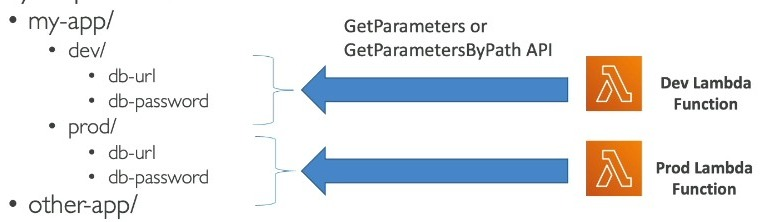 • my-app/
• dev/
• db-url
• db-password
• prod/
• db-url
• db-password
• other-app/
GetParameters or
GetParametersByPath API
Dev Lambda
Function
Prod Lambda
Function